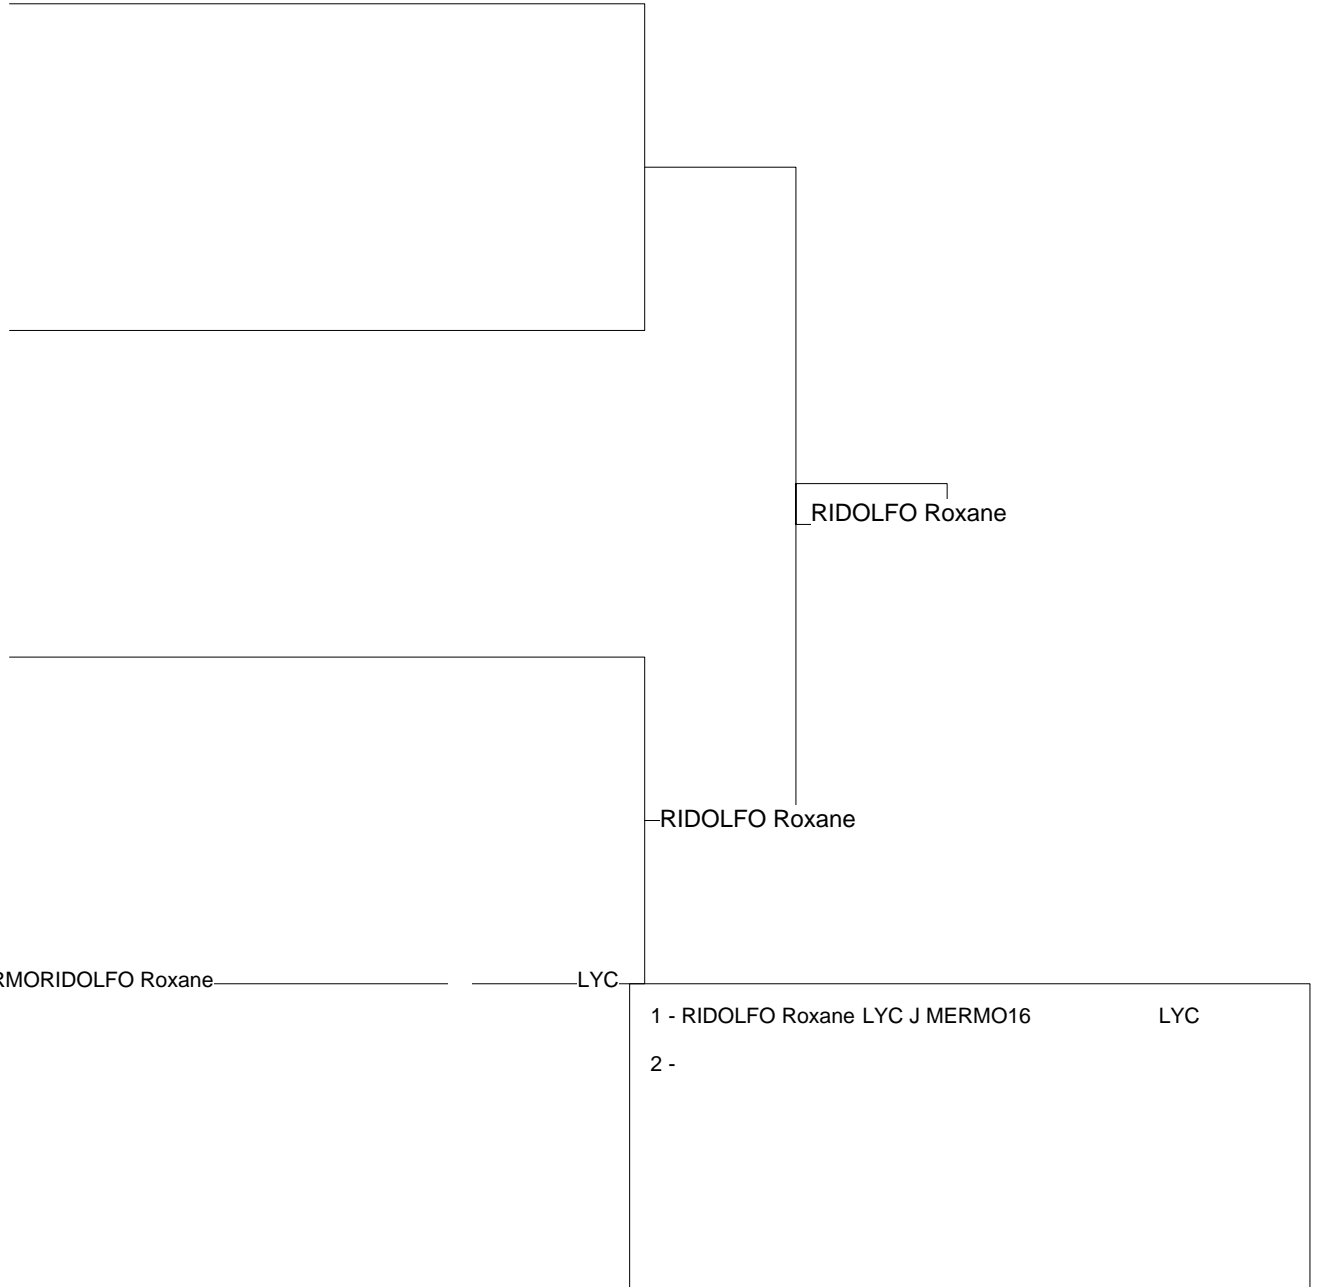 RIDOLFO Roxane
RIDOLFO Roxane
RMORIDOLFO Roxane LYC
1 - RIDOLFO Roxane LYC J MERMO16 LYC
2 -